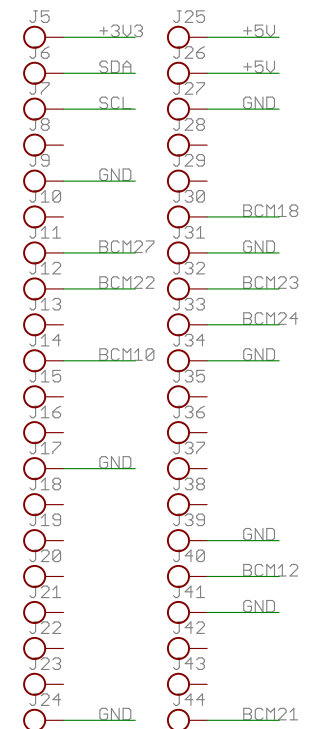 J5 +3V3
J6 SDA
J7 SCL
J8
J9 GND
J10
J11 BCM27
J12 BCM22
J13
J14 BCM10
J15
J16
J17 GND
J18
J19
J20
J21
J22
J23
J24 GND
J25 +5V
J26 +5V
J27 GND
J28
J29
J30 BCM18
J31 GND
J32 BCM23
J33 BCM24
J34 GND
J35
J36
J37
J38
J39 GND
J40 BCM12
J41 GND
J42
J43
J44 BCM21